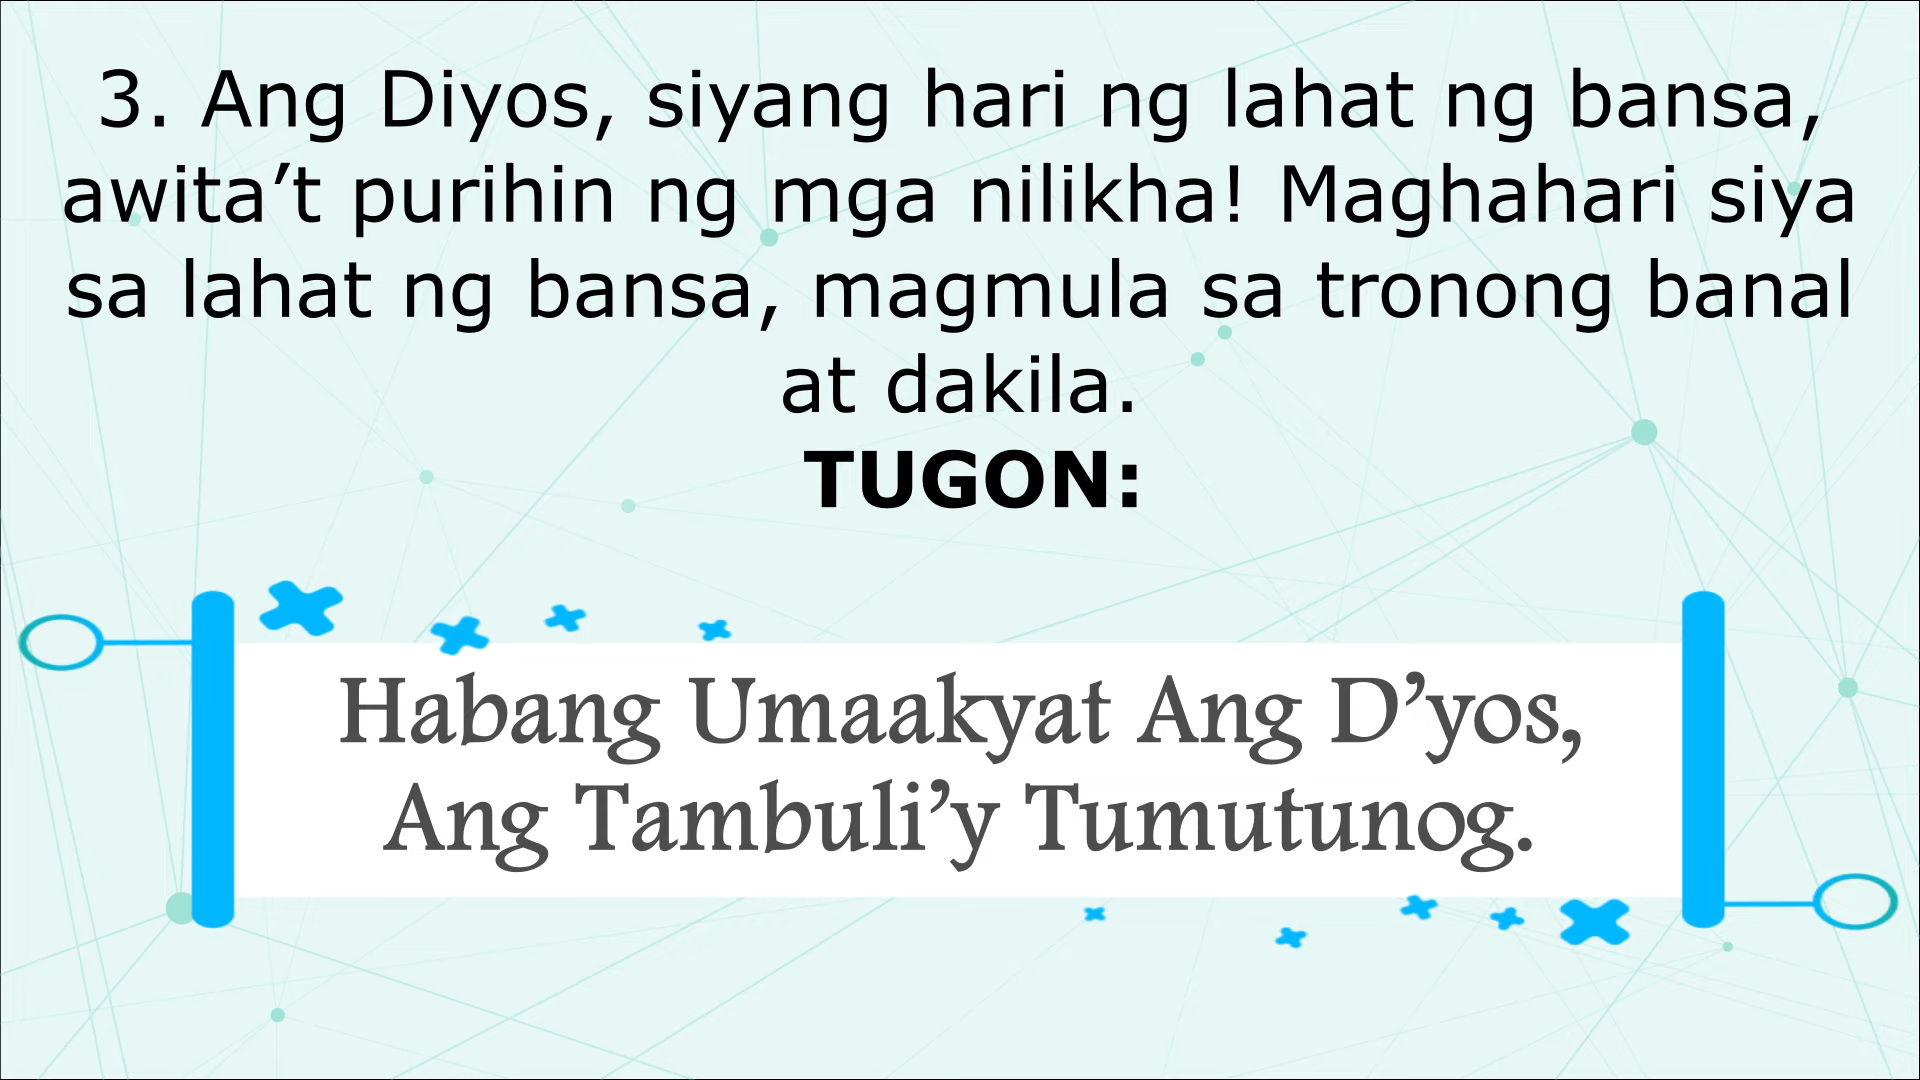 3. Ang Diyos, siyang hari ng lahat ng bansa,
awita’t purihin ng mga nilikha! Maghahari siya
sa lahat ng bansa, magmula sa tronong banal
at dakila.
TUGON:
Habang Umaakyat Ang D’yos,
Ang Tambuli’y Tumutunog.